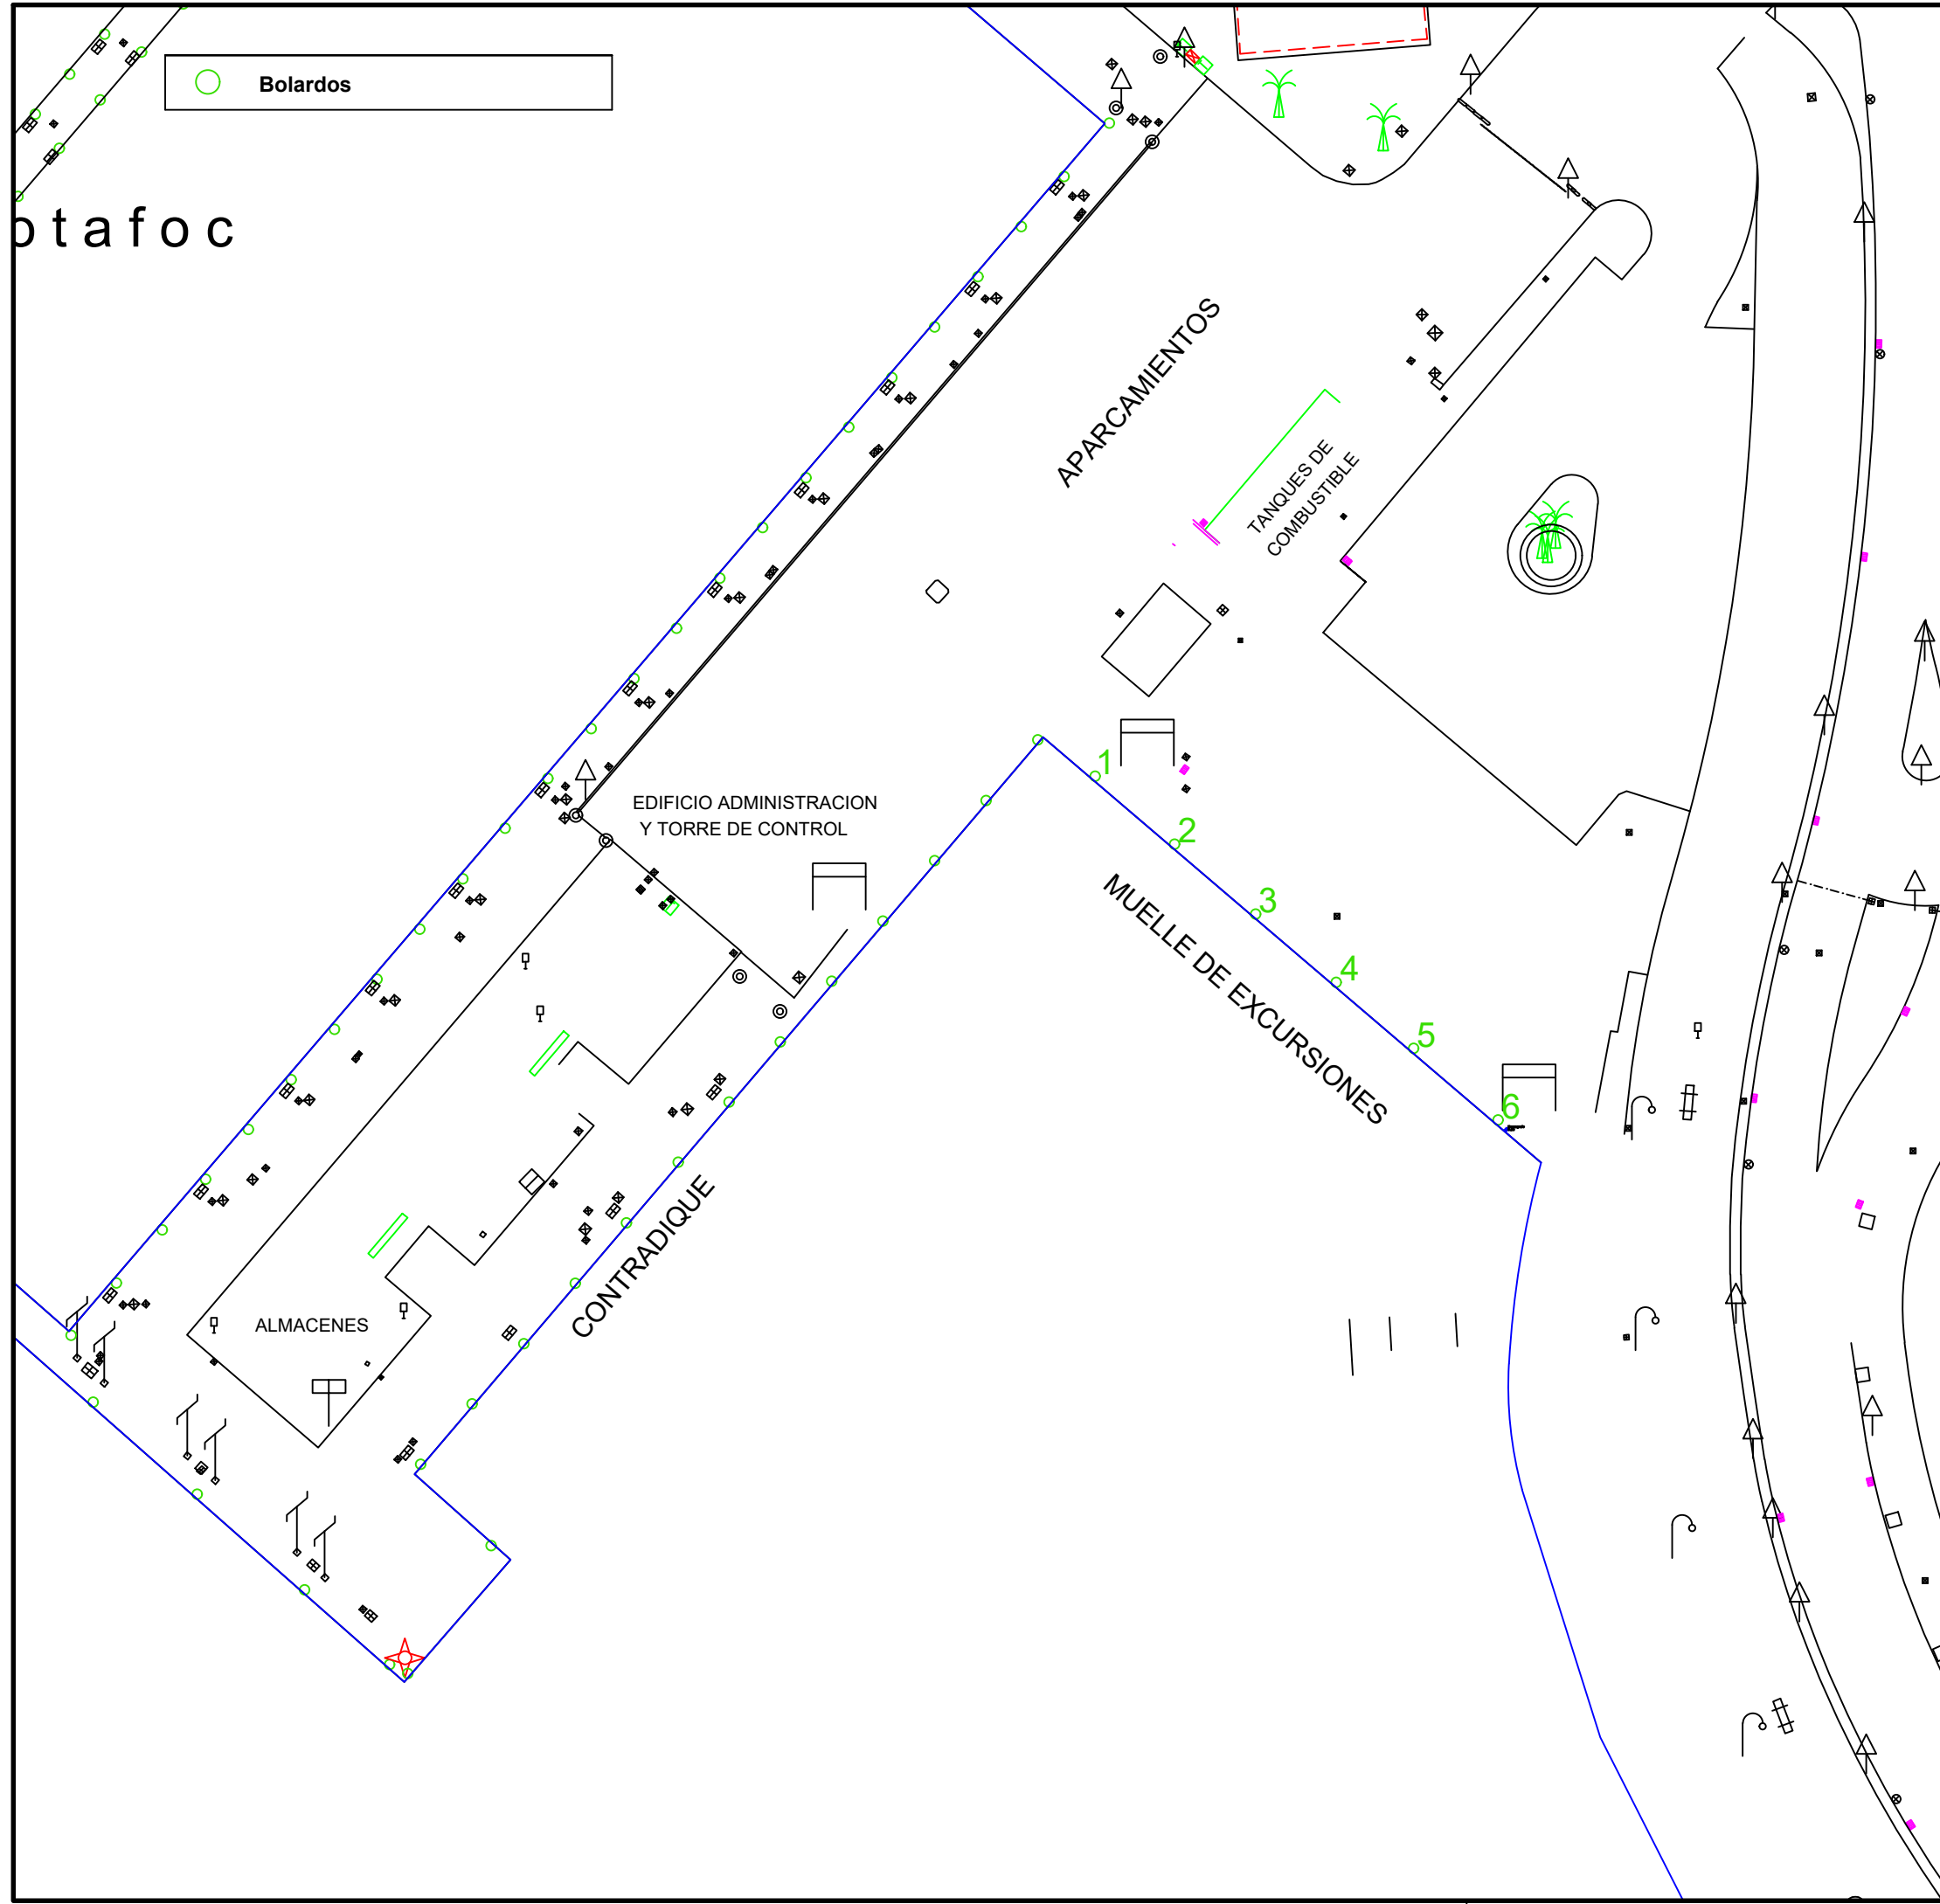 Bolardos
otafoc
APARCAMIENTOS
TANQUES DE
COMBUSTIBLE
EDIFICIO ADMINISTRACION
Y TORRE DE CONTROL
1
2
3
4
5
6
MUELLE DE EXCURSIONES
CONTRADIQUE
ALMACENES